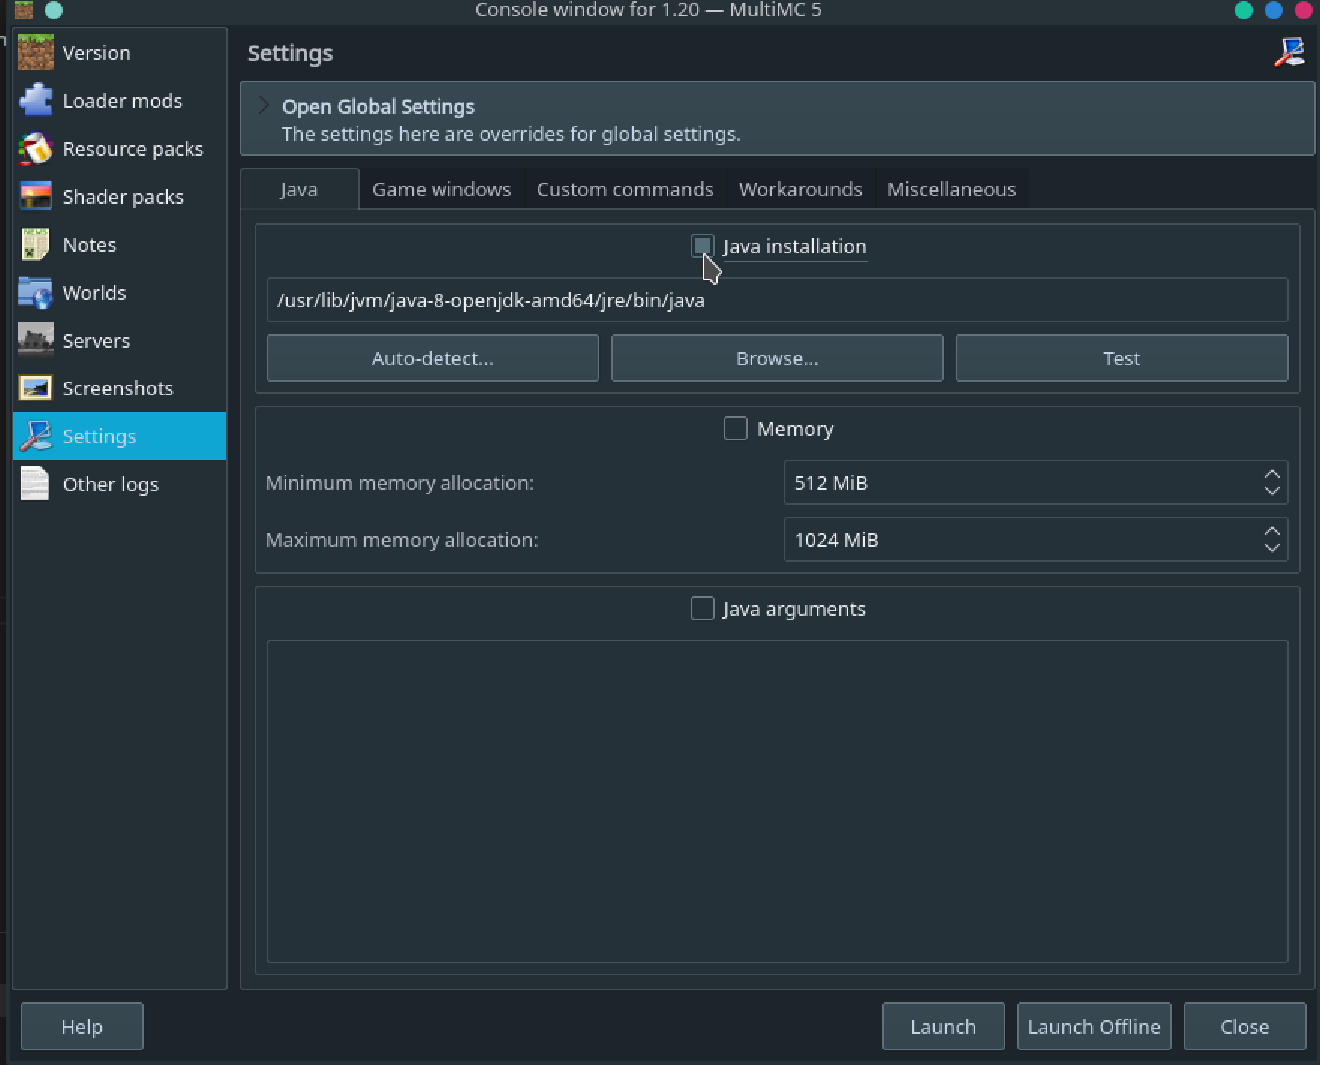 Console window for 1.20 — MultiMC 5
Version
Loader mods
Resource packs
Shader packs
Notes
Worlds
Servers
Screenshots
Settings
Other logs
Settings
Open Global Settings
The settings here are overrides for global settings.
Java
Game windows
Custom commands
Workarounds
Miscellaneous
Java installation
/usr/lib/jvm/java-8-openjdk-amd64/jre/bin/java
Auto-detect...
Browse...
Test
Memory
Minimum memory allocation:
512 MiB
Maximum memory allocation:
1024 MiB
Java arguments
Help
Launch
Launch Offline
Close